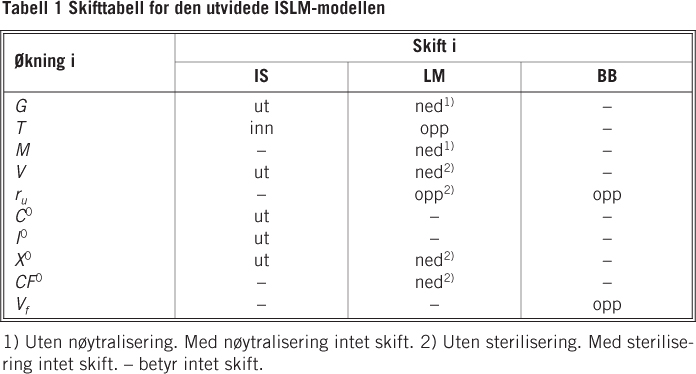 Tabell 1 Skifttabell for den utvidede ISLM-modellen
Økning i Skift i
IS LM BB
G ut ned1) –
T inn opp –
M – ned1) –
V ut ned2) –
ru – opp2) opp
C0 ut – –
I0 ut – –
X0 ut ned2) –
CF0 – ned2) –
Vf – – opp
1) Uten nøytralisering. Med nøytralisering intet skift. 2) Uten sterilisering. Med sterilise-
ring intet skift. – betyr intet skift.